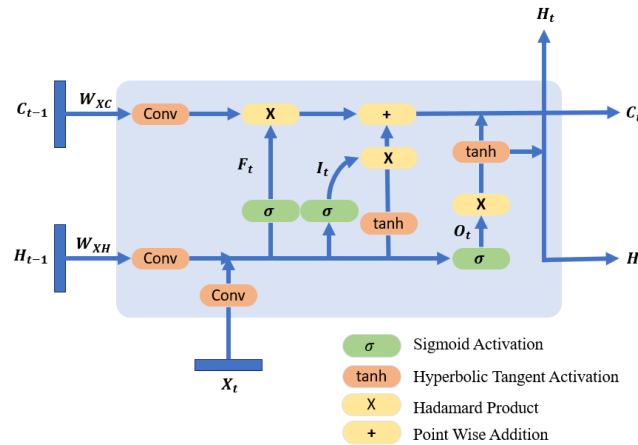 H_t
C_{t-1}
W_{XC}
Conv
X
+
C_t
F_t
I_t
X
tanh
σ
σ
tanh
X
O_t
H_{t-1}
W_{XH}
Conv
σ
H
Conv
X_t
σ Sigmoid Activation
tanh Hyperbolic Tangent Activation
X Hadamard Product
+ Point Wise Addition